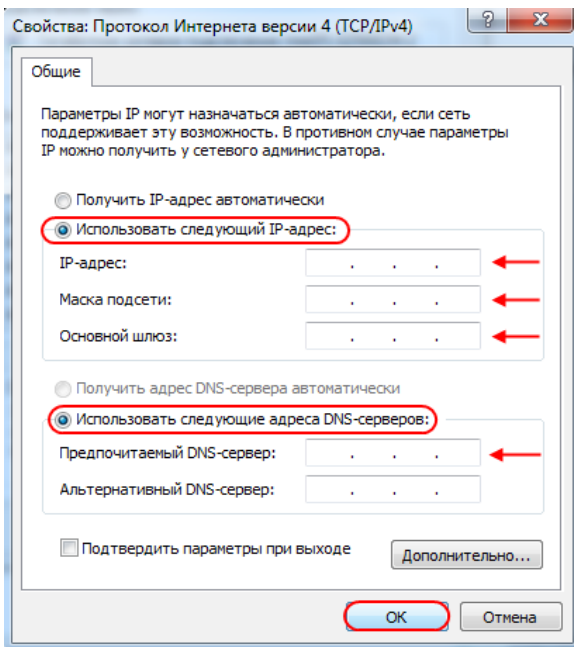 Свойства: Протокол Интернета версии 4 (TCP/IPv4)
Общие
Параметры IP могут назначаться автоматически, если сеть
поддерживает эту возможность. В противном случае параметры
IP можно получить у сетевого администратора.
Получить IP-адрес автоматически
Использовать следующий IP-адрес:
IP-адрес:
Маска подсети:
Основной шлюз:
Получить адрес DNS-сервера автоматически
Использовать следующие адреса DNS-серверов:
Предпочитаемый DNS-сервер:
Альтернативный DNS-сервер:
Подтвердить параметры при выходе
Дополнительно...
ОК
Отмена